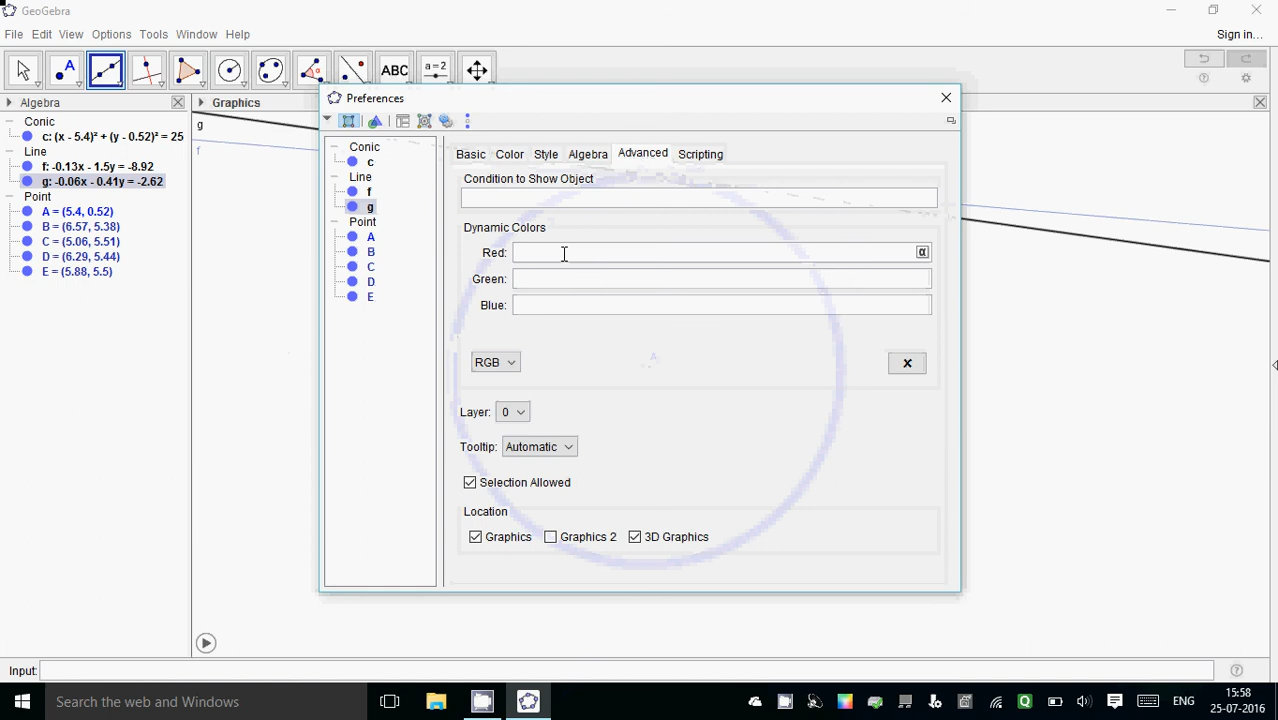 GeoGebra
File Edit View Options Tools Window Help
Sign in...
A
ABC
a=2
Algebra
Graphics
Conic
c: (x - 5.4)² + (y - 0.52)² = 25
Line
f: -0.13x - 1.5y = -8.92
g: -0.06x - 0.41y = -2.62
Point
A = (5.4, 0.52)
B = (6.57, 5.38)
C = (5.06, 5.51)
D = (6.29, 5.44)
E = (5.88, 5.5)
g
f
Preferences
Conic
c
Line
f
g
Point
A
B
C
D
E
Basic Color Style Algebra Advanced Scripting
Condition to Show Object
Dynamic Colors
Red:
α
Green:
Blue:
A
RGB
x
Layer: 0
Tooltip: Automatic
Selection Allowed
Location
Graphics Graphics 2 3D Graphics
Input:
Search the web and Windows
ENG
15:58
25-07-2016